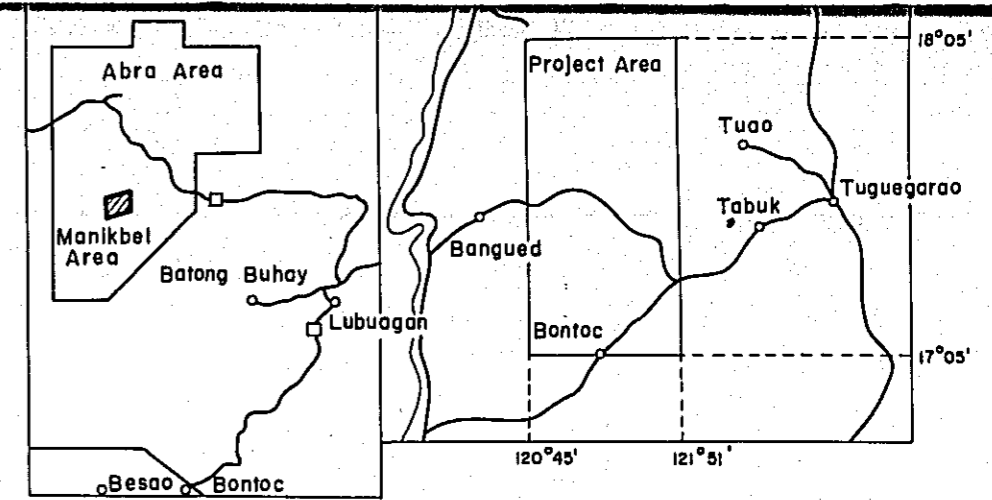 Abra Area
Manikbel
Area
Batong Buhay
Lubuagan
Besao
Bontoc
Project Area
18°05'
Tuao
Tuguegarao
Tabuk
Bangued
Bontoc
17°05'
120°45'
121°51'